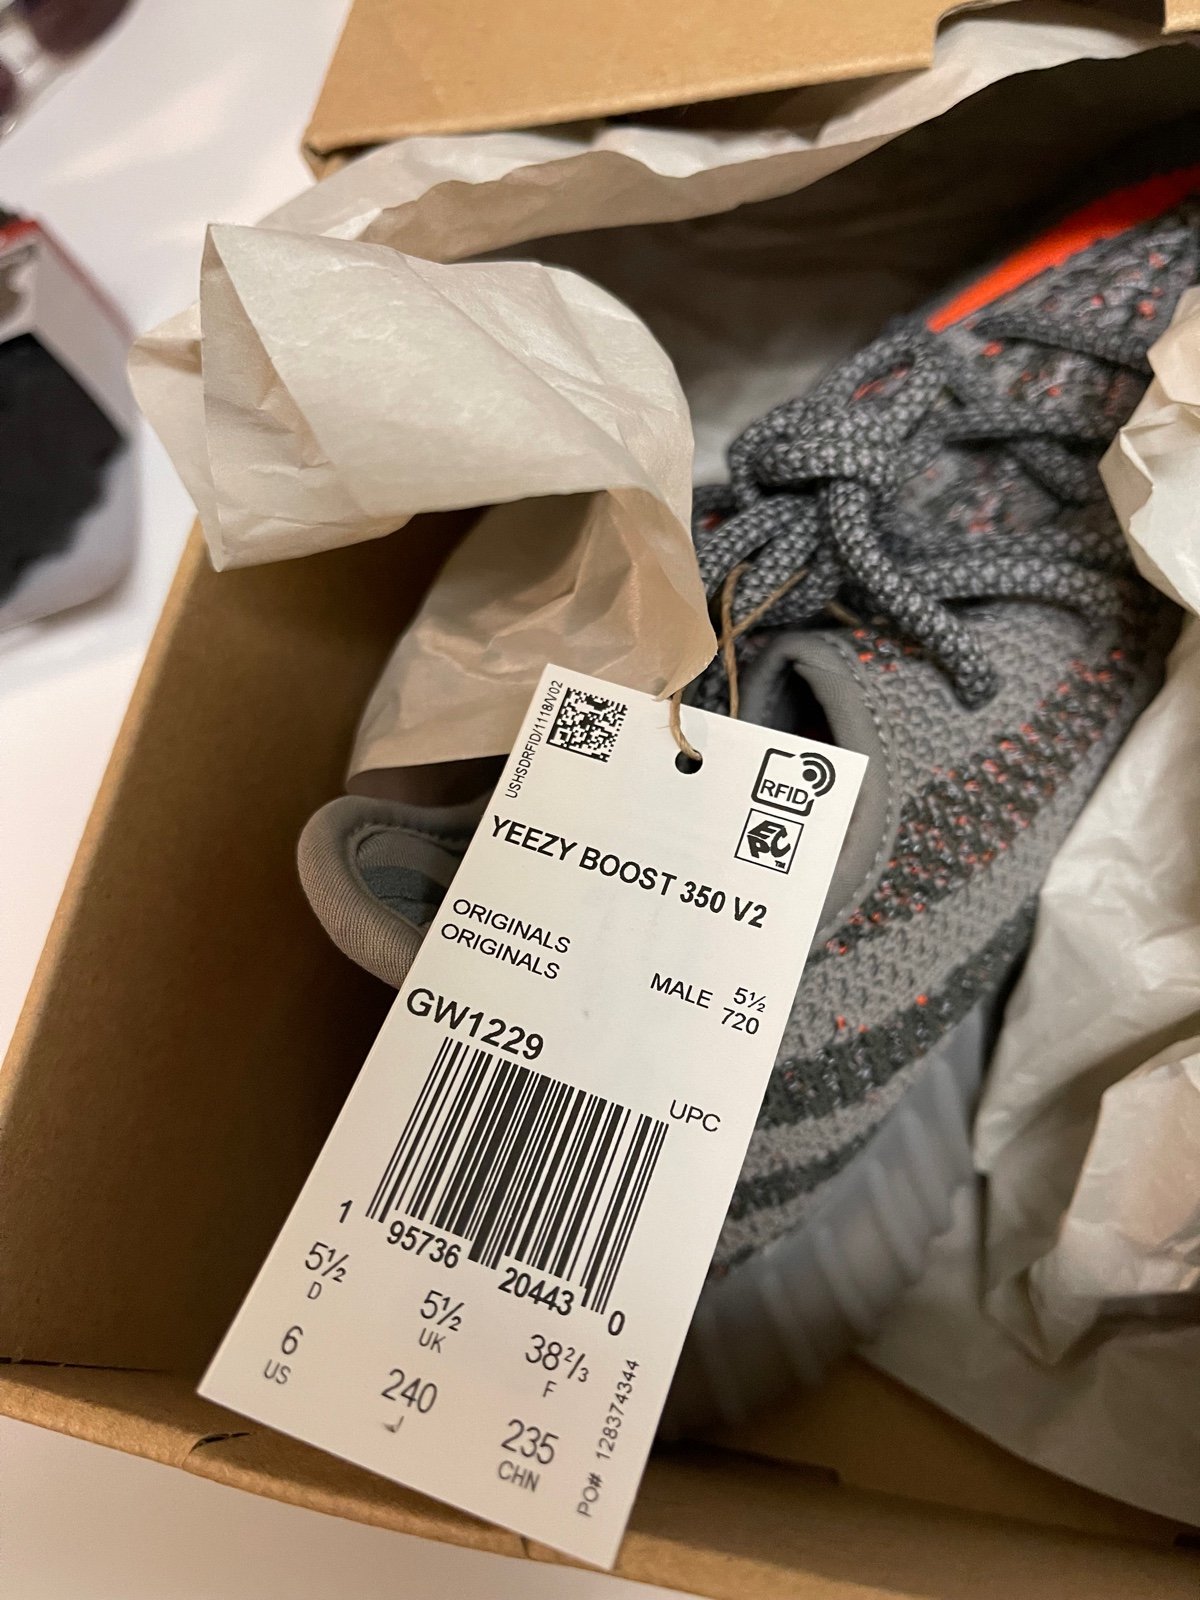 USHSDRFID/1118/V02
RFID
EPC™
YEEZY BOOST 350 V2
ORIGINALS
ORIGINALS
MALE 5½
720
GW1229
UPC
1 95736 20443 0
5½ 5½ 38⅔
D UK F
6 240 235
US J CHN
PO# 128374344